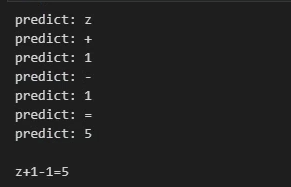 predict: z
predict: +
predict: 1
predict: -
predict: 1
predict: =
predict: 5
z+1-1=5